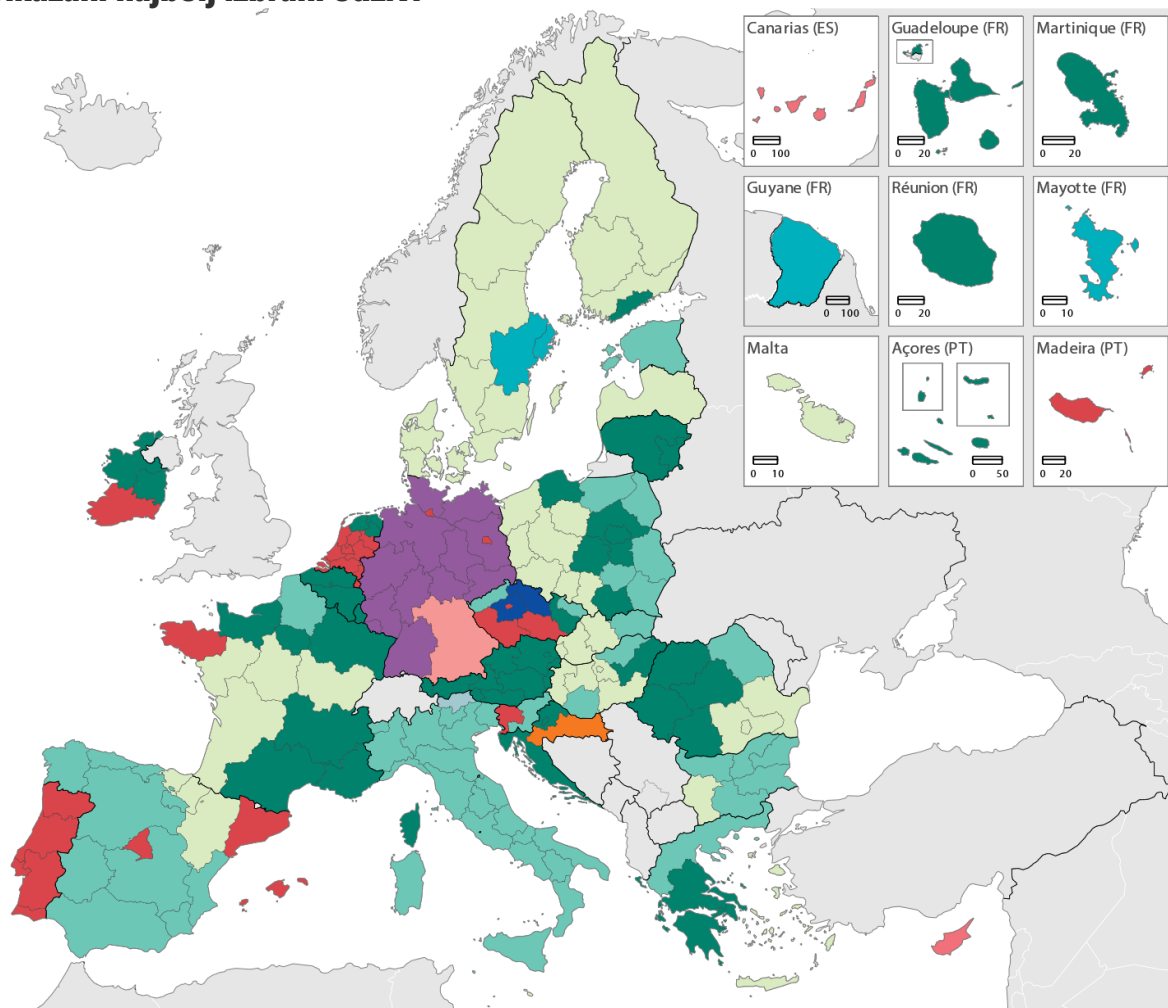 Canarias (ES)
0 100
Guadeloupe (FR)
0 20
Martinique (FR)
0 20
Guyane (FR)
0 100
Réunion (FR)
0 20
Mayotte (FR)
0 10
Malta
0 10
Açores (PT)
0 50
Madeira (PT)
0 20